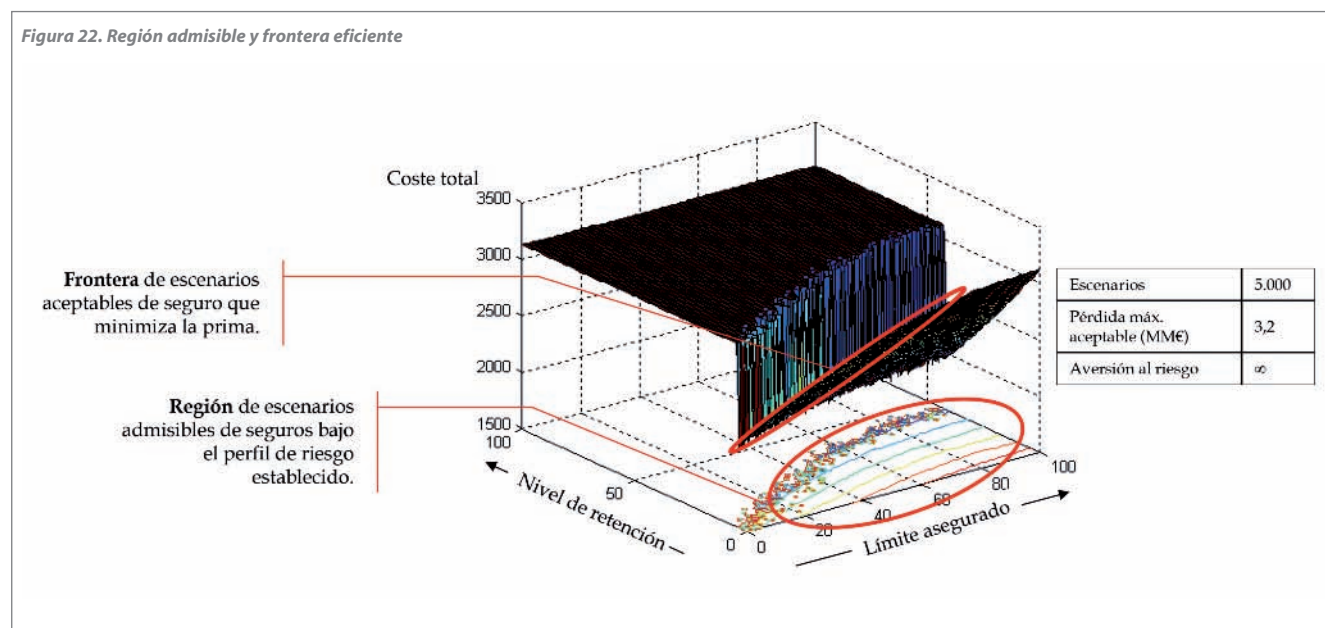 Figura 22. Región admisible y frontera eficiente
Coste total
3500
3000
2500
2000
1500
100
50
0
Nivel de retención
0
20
40
60
80
100
Límite asegurado
Frontera de escenarios
aceptables de seguro que
minimiza la prima.
Región de escenarios
admisibles de seguros bajo
el perfil de riesgo
establecido.
Escenarios 5.000
Pérdida máx.
aceptable (MM€) 3,2
Aversión al riesgo ∞